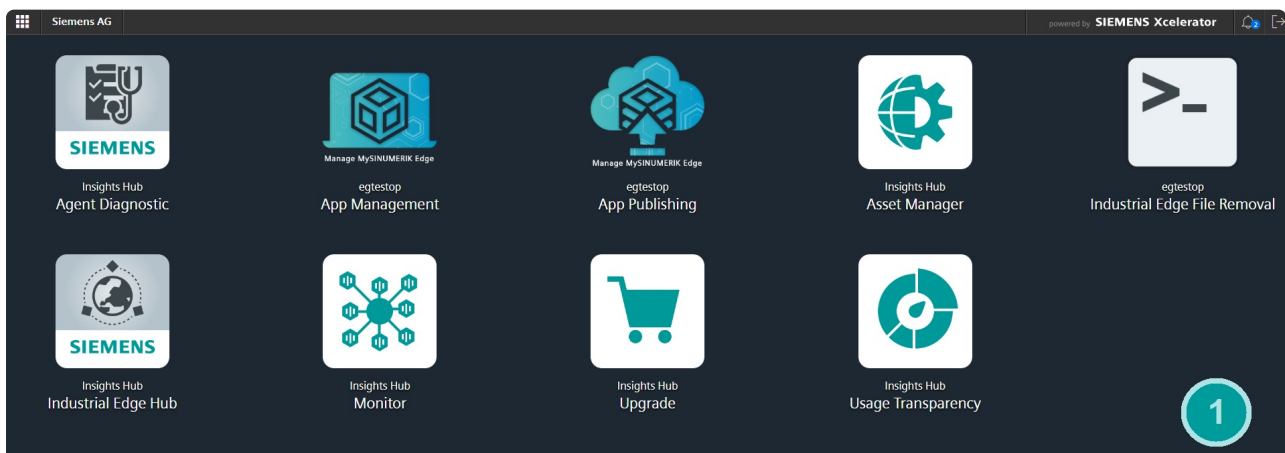 Siemens AG
powered by SIEMENS Xcelerator
2
SIEMENS
Manage MySINUMERIK Edge
Manage MySINUMERIK Edge
>_
Insights Hub
Agent Diagnostic
egtestop
App Management
egtestop
App Publishing
Insights Hub
Asset Manager
egtestop
Industrial Edge File Removal
SIEMENS
Insights Hub
Industrial Edge Hub
Insights Hub
Monitor
Insights Hub
Upgrade
Insights Hub
Usage Transparency
1